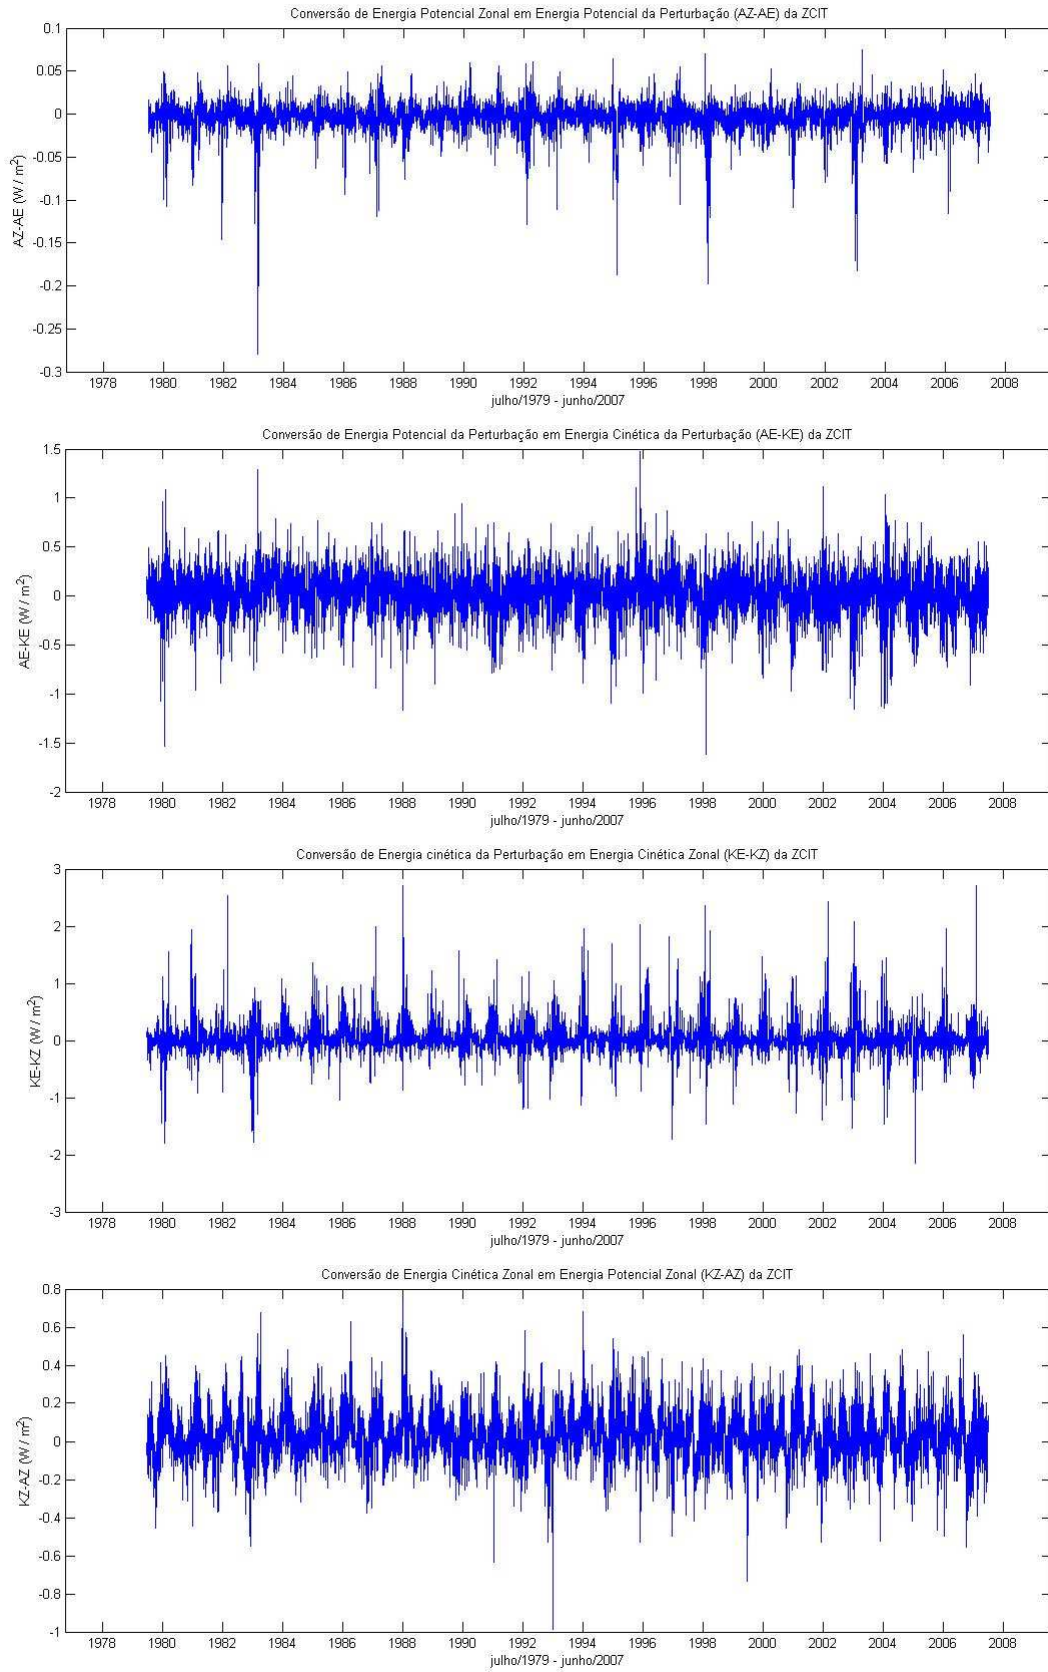 Conversão de Energia Potencial Zonal em Energia Potencial da Perturbação (AZ-AE) da ZCIT
0.1
0.05
0
-0.05
-0.1
-0.15
-0.2
-0.25
-0.3
AZ-AE (W / m²)
1978 1980 1982 1984 1986 1988 1990 1992 1994 1996 1998 2000 2002 2004 2006 2008
julho/1979 - junho/2007
Conversão de Energia Potencial da Perturbação em Energia Cinética da Perturbação (AE-KE) da ZCIT
1.5
1
0.5
0
-0.5
-1
-1.5
-2
AE-KE (W / m²)
1978 1980 1982 1984 1986 1988 1990 1992 1994 1996 1998 2000 2002 2004 2006 2008
julho/1979 - junho/2007
Conversão de Energia cinética da Perturbação em Energia Cinética Zonal (KE-KZ) da ZCIT
3
2
1
0
-1
-2
-3
KE-KZ (W / m²)
1978 1980 1982 1984 1986 1988 1990 1992 1994 1996 1998 2000 2002 2004 2006 2008
julho/1979 - junho/2007
Conversão de Energia Cinética Zonal em Energia Potencial Zonal (KZ-AZ) da ZCIT
0.8
0.6
0.4
0.2
0
-0.2
-0.4
-0.6
-0.8
-1
KZ-AZ (W / m²)
1978 1980 1982 1984 1986 1988 1990 1992 1994 1996 1998 2000 2002 2004 2006 2008
julho/1979 - junho/2007